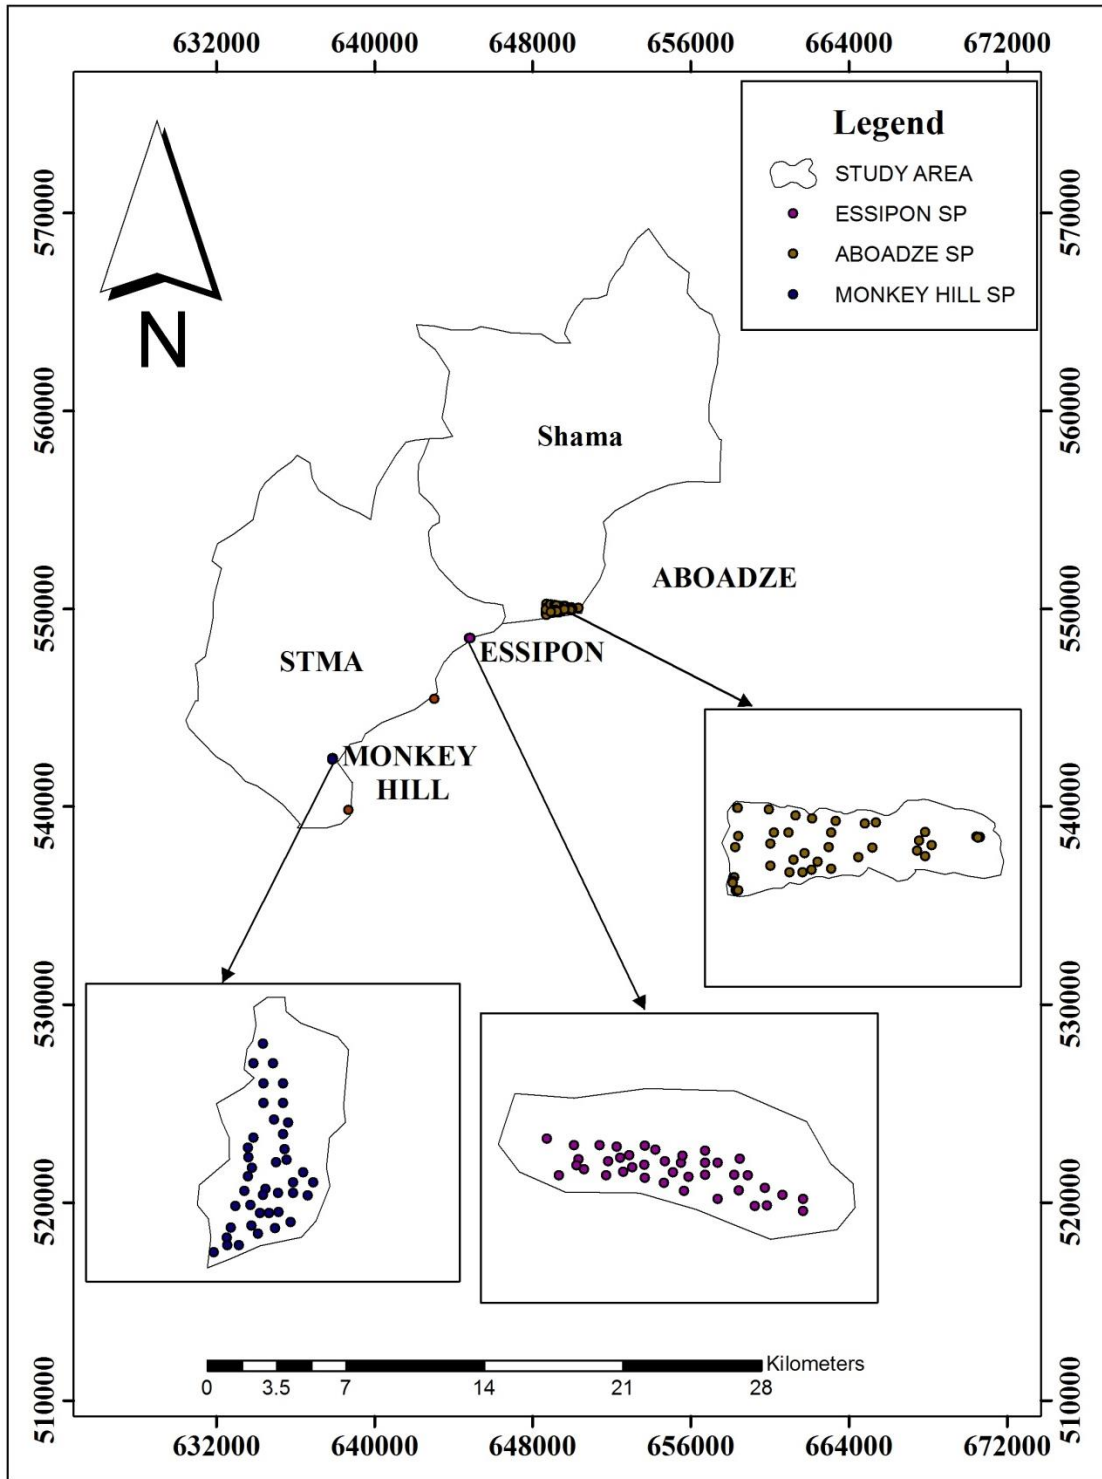 632000 640000 648000 656000 664000 672000
Legend
STUDY AREA
ESSIPON SP
ABOADZE SP
MONKEY HILL SP
N
570000 570000
560000 560000
Shama
ABOADZE
550000 550000
ESSIPON
STMA
MONKEY
HILL
540000 540000
530000 530000
520000 520000
Kilometers
0 3.5 7 14 21 28
510000 510000
632000 640000 648000 656000 664000 672000